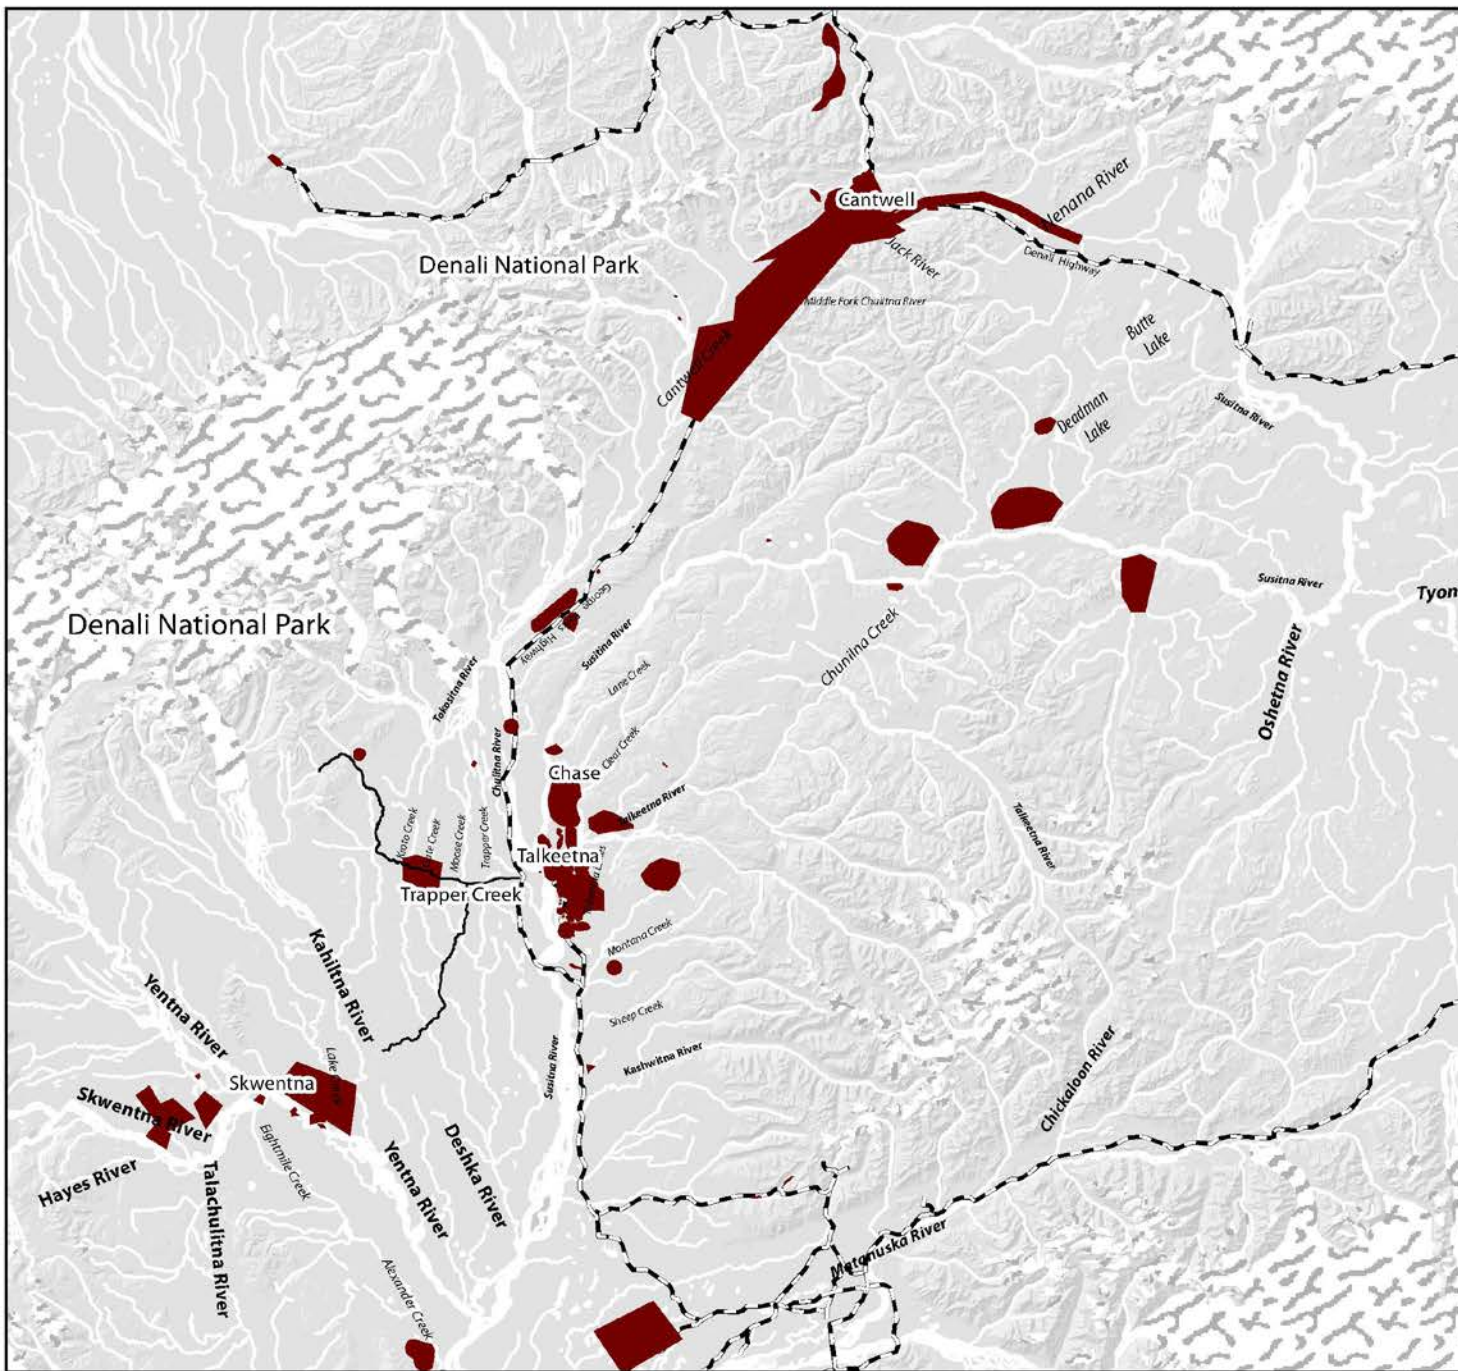 Cantwell
Nenana River
Jack River
Denali Highway
Denali National Park
Middle Fork Chulitna River
Butte
Lake
Cantwell Creek
Deadman
Lake
Susitna River
Susitna River
Tyon
George
Highway
Susitina River
Denali National Park
Chunilna Creek
Oshetna River
Lane Creek
Tokositna River
Chulitna River
Clear Creek
Chase
Talkeetna River
Talkeetna River
Kroto Creek
Moose Creek
Trapper Creek
Talkeetna
Trapper Creek
Montana Creek
Kahiltna River
Yentna River
Sheep Creek
Kashwitna River
Susitna River
Chickaloon River
Lake
Skwentna
Skwentna River
Eightmile Creek
Hayes River
Talachulitna River
Yentna River
Deshka River
Matanuska River
Alexander Creek